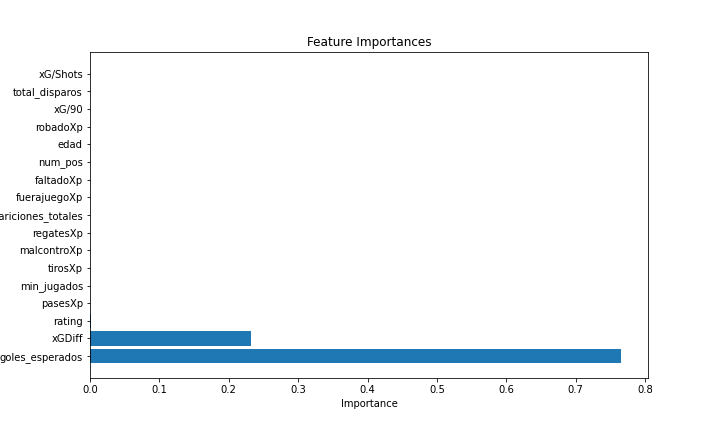 Feature Importances
xG/Shots
total_disparos
xG/90
robadoXp
edad
num_pos
faltadoXp
fuerajuegoXp
ariciones_totales
regatesXp
malcontroXp
tirosXp
min_jugados
pasesXp
rating
xGDiff
goles_esperados
0.0 0.1 0.2 0.3 0.4 0.5 0.6 0.7 0.8
Importance